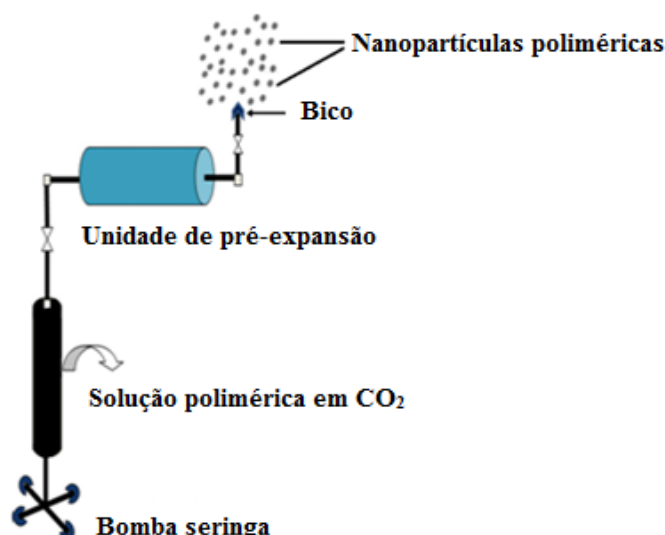 Nanopartículas poliméricas
Bico
Unidade de pré-expansão
Solução polimérica em CO₂
Bomba seringa